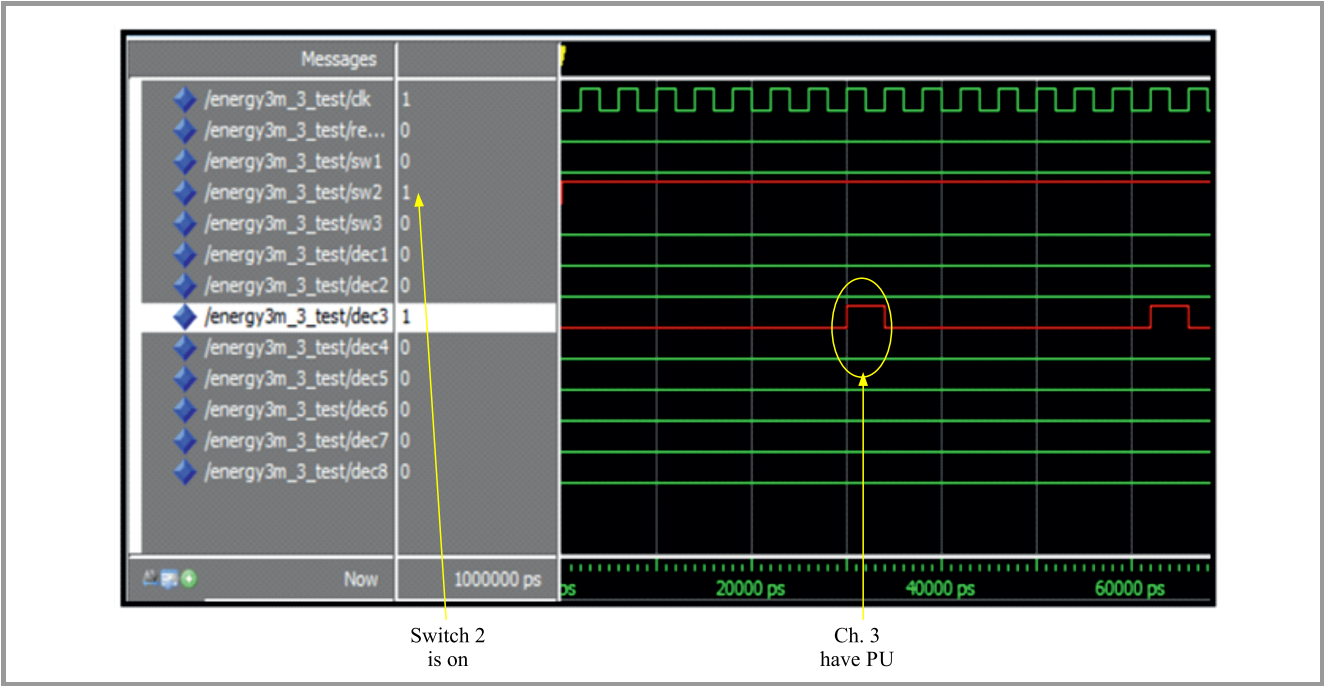 Messages
/energy3m_3_test/clk 1
/energy3m_3_test/re... 0
/energy3m_3_test/sw1 0
/energy3m_3_test/sw2 1
/energy3m_3_test/sw3 0
/energy3m_3_test/dec1 0
/energy3m_3_test/dec2 0
/energy3m_3_test/dec3 1
/energy3m_3_test/dec4 0
/energy3m_3_test/dec5 0
/energy3m_3_test/dec6 0
/energy3m_3_test/dec7 0
/energy3m_3_test/dec8 0
Now 1000000 ps
ps 20000 ps 40000 ps 60000 ps
Switch 2
is on
Ch. 3
have PU